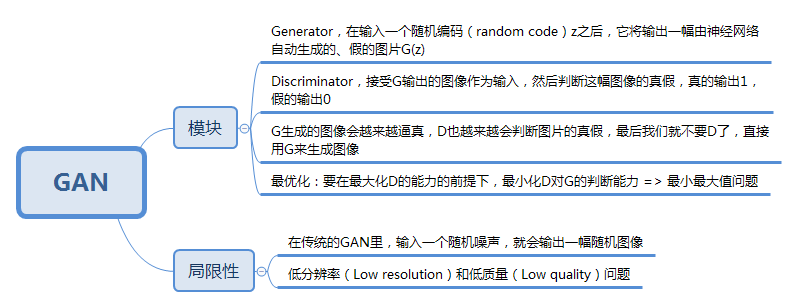 GAN
模块
Generator，在输入一个随机编码（random code）z之后，它将输出一幅由神经网络
自动生成的、假的图片G(z)
Discriminator，接受G输出的图像作为输入，然后判断这幅图像的真假，真的输出1，
假的输出0
G生成的图像会越来越逼真，D也越来越会判断图片的真假，最后我们就不要D了，直接
用G来生成图像
最优化：要在最大化D的能力的前提下，最小化D对G的判断能力 => 最小最大值问题
局限性
在传统的GAN里，输入一个随机噪声，就会输出一幅随机图像
低分辨率（Low resolution）和低质量（Low quality）问题